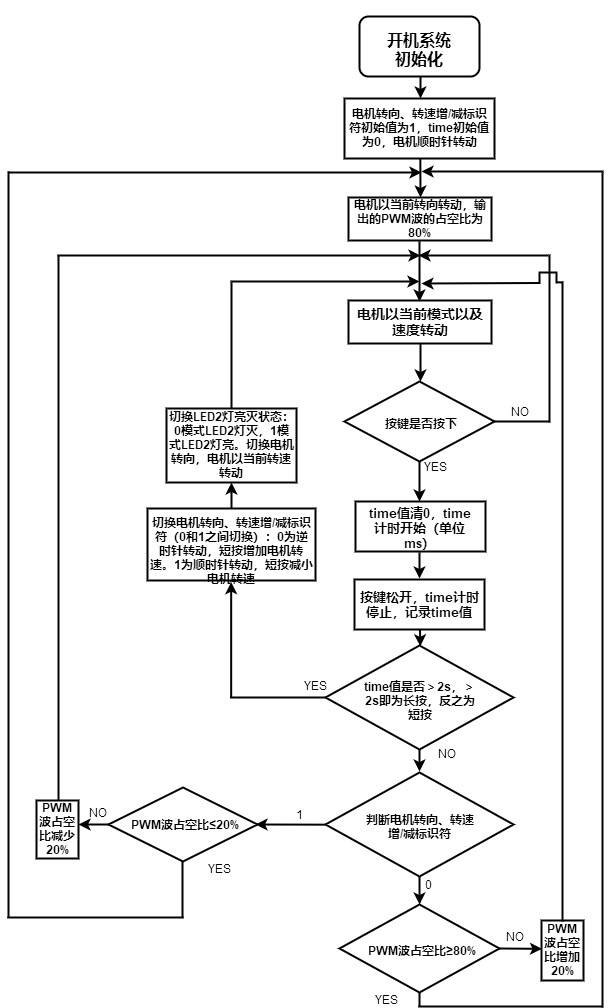 开机系统
初始化
电机转向、转速增/减标识
符初始值为1，time初始值
为0，电机顺时针转动
电机以当前转向转动，输
出的PWM波的占空比为
80%
电机以当前模式以及
速度转动
按键是否按下
NO
YES
切换LED2灯亮灭状态：
0模式LED2灯灭，1模
式LED2灯亮。切换电机
转向，电机以当前转速
转动
time值清0，time
计时开始（单位
ms）
切换电机转向、转速增/减标识
符（0和1之间切换）：0为逆
时针转动，短按增加电机转
速。1为顺时针转动，短按减小
电机转速
按键松开，time计时
停止，记录time值
YES
time值是否＞2s，＞
2s即为长按，反之为
短按
NO
PWM
波占空
比减少
20%
NO
PWM波占空比≤20%
1
判断电机转向、转速
增/减标识符
YES
0
PWM波占空比≥80%
NO
PWM
波占空
比增加
20%
YES